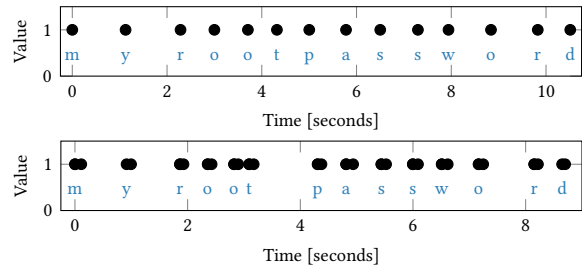 Value
1
0
m y r o o t p a s s w o r d
0 2 4 6 8 10
Time [seconds]
Value
1
0
m y r o o t p a s s w o r d
0 2 4 6 8
Time [seconds]